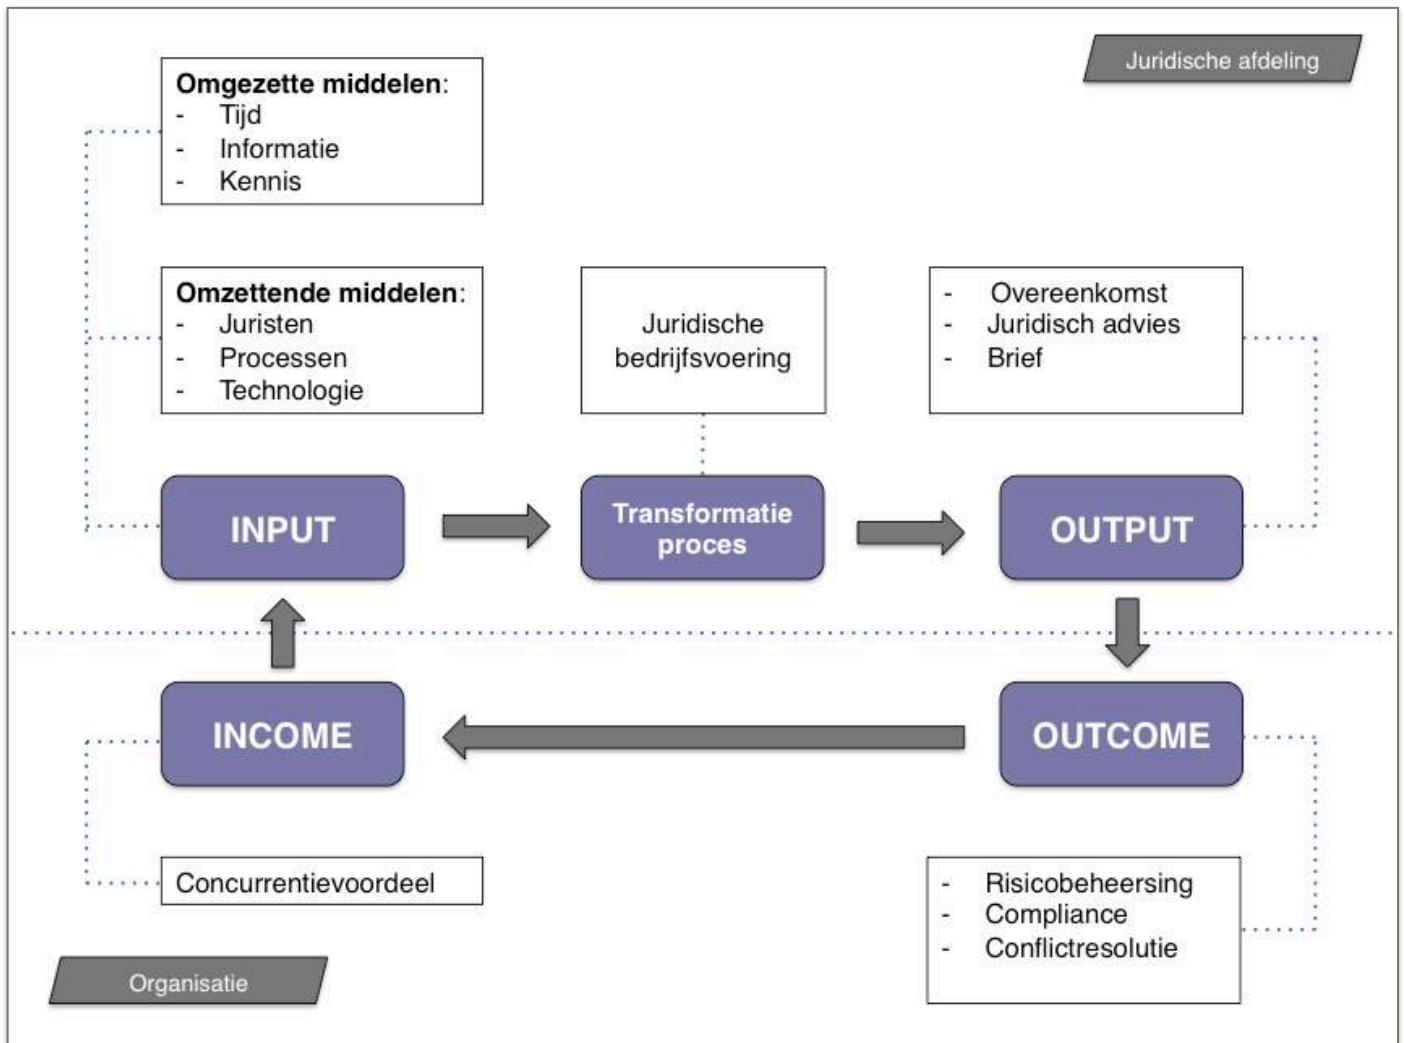 Juridische afdeling
Omgezette middelen:
- Tijd
- Informatie
- Kennis
Omzettende middelen:
- Juristen
- Processen
- Technologie
Juridische
bedrijfsvoering
- Overeenkomst
- Juridisch advies
- Brief
INPUT
Transformatie
proces
OUTPUT
INCOME
OUTCOME
Concurrentievoordeel
- Risicobeheersing
- Compliance
- Conflictresolutie
Organisatie